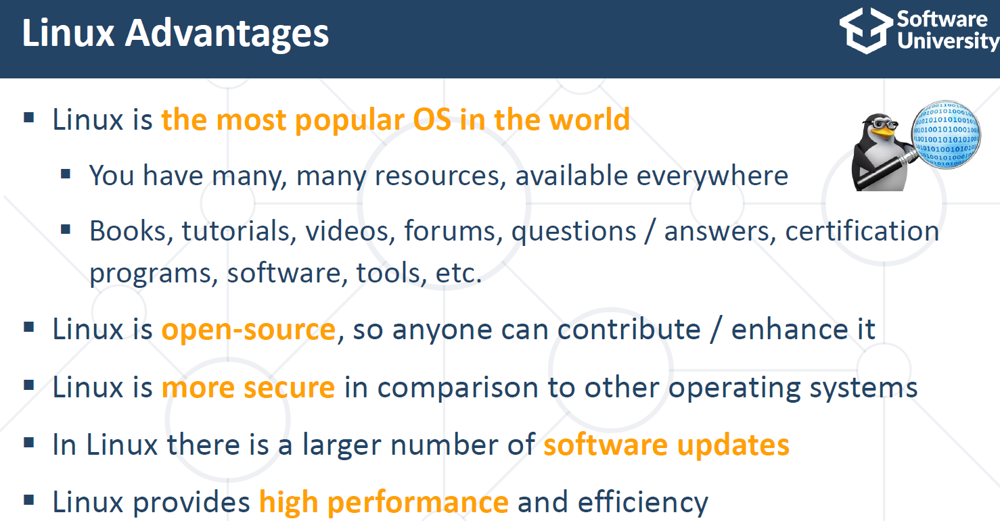 Linux Advantages
Software
University
▪ Linux is the most popular OS in the world
▪ You have many, many resources, available everywhere
▪ Books, tutorials, videos, forums, questions / answers, certification
programs, software, tools, etc.
▪ Linux is open-source, so anyone can contribute / enhance it
▪ Linux is more secure in comparison to other operating systems
▪ In Linux there is a larger number of software updates
▪ Linux provides high performance and efficiency